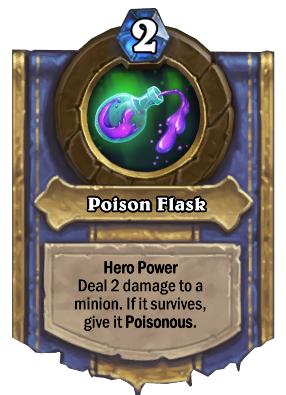 2
Poison Flask
Hero Power
Deal 2 damage to a
minion. If it survives,
give it Poisonous.